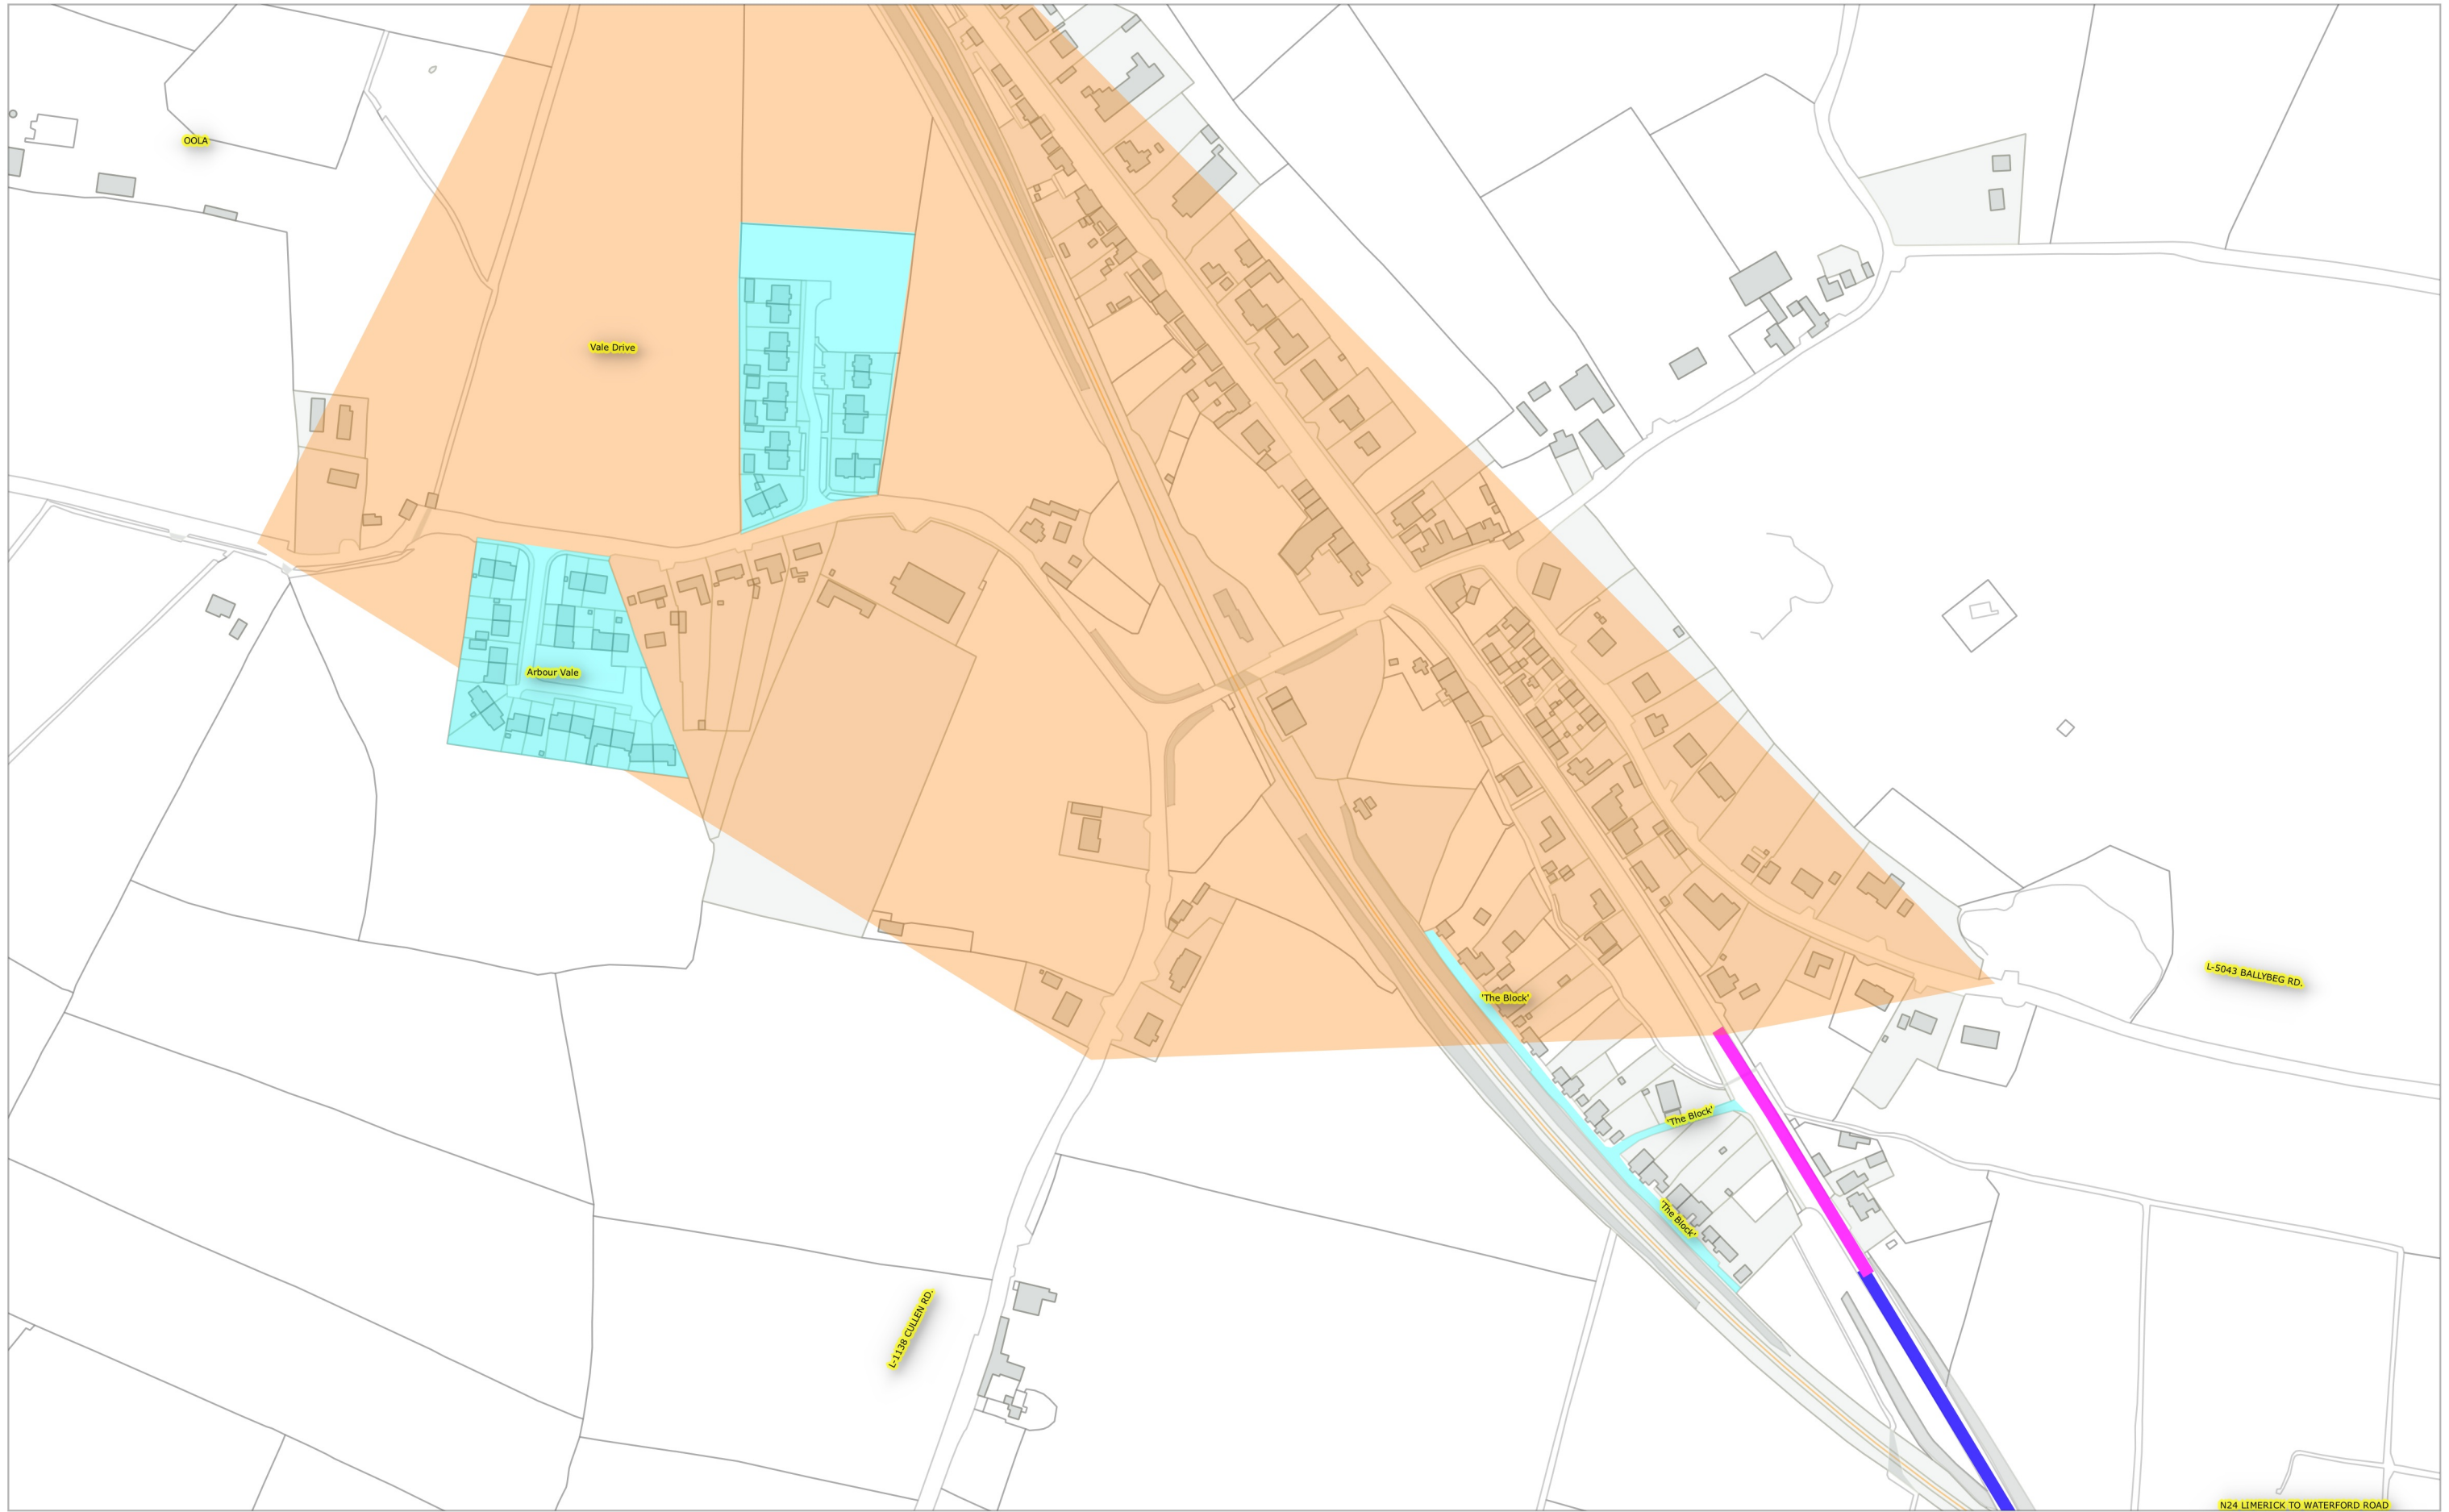 OOLA
Vale Drive
Arbour Vale
L-5043 BALLYBEG RD.
'The Block'
'The Block'
'The Block'
L-1138 CULLEN RD.
N24 LIMERICK TO WATERFORD ROAD